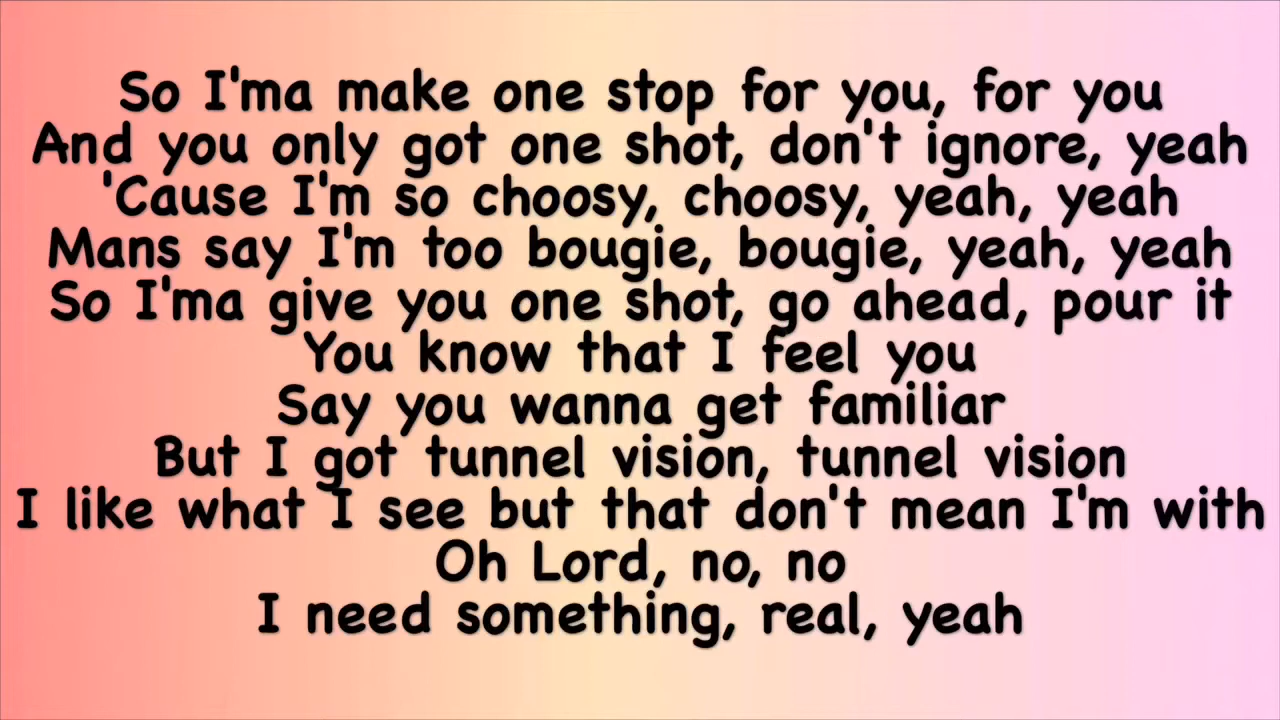 So I'ma make one stop for you, for you
And you only got one shot, don't ignore, yeah
'Cause I'm so choosy, choosy, yeah, yeah
Mans say I'm too bougie, bougie, yeah, yeah
So I'ma give you one shot, go ahead, pour it
You know that I feel you
Say you wanna get familiar
But I got tunnel vision, tunnel vision
I like what I see but that don't mean I'm with
Oh Lord, no, no
I need something, real, yeah